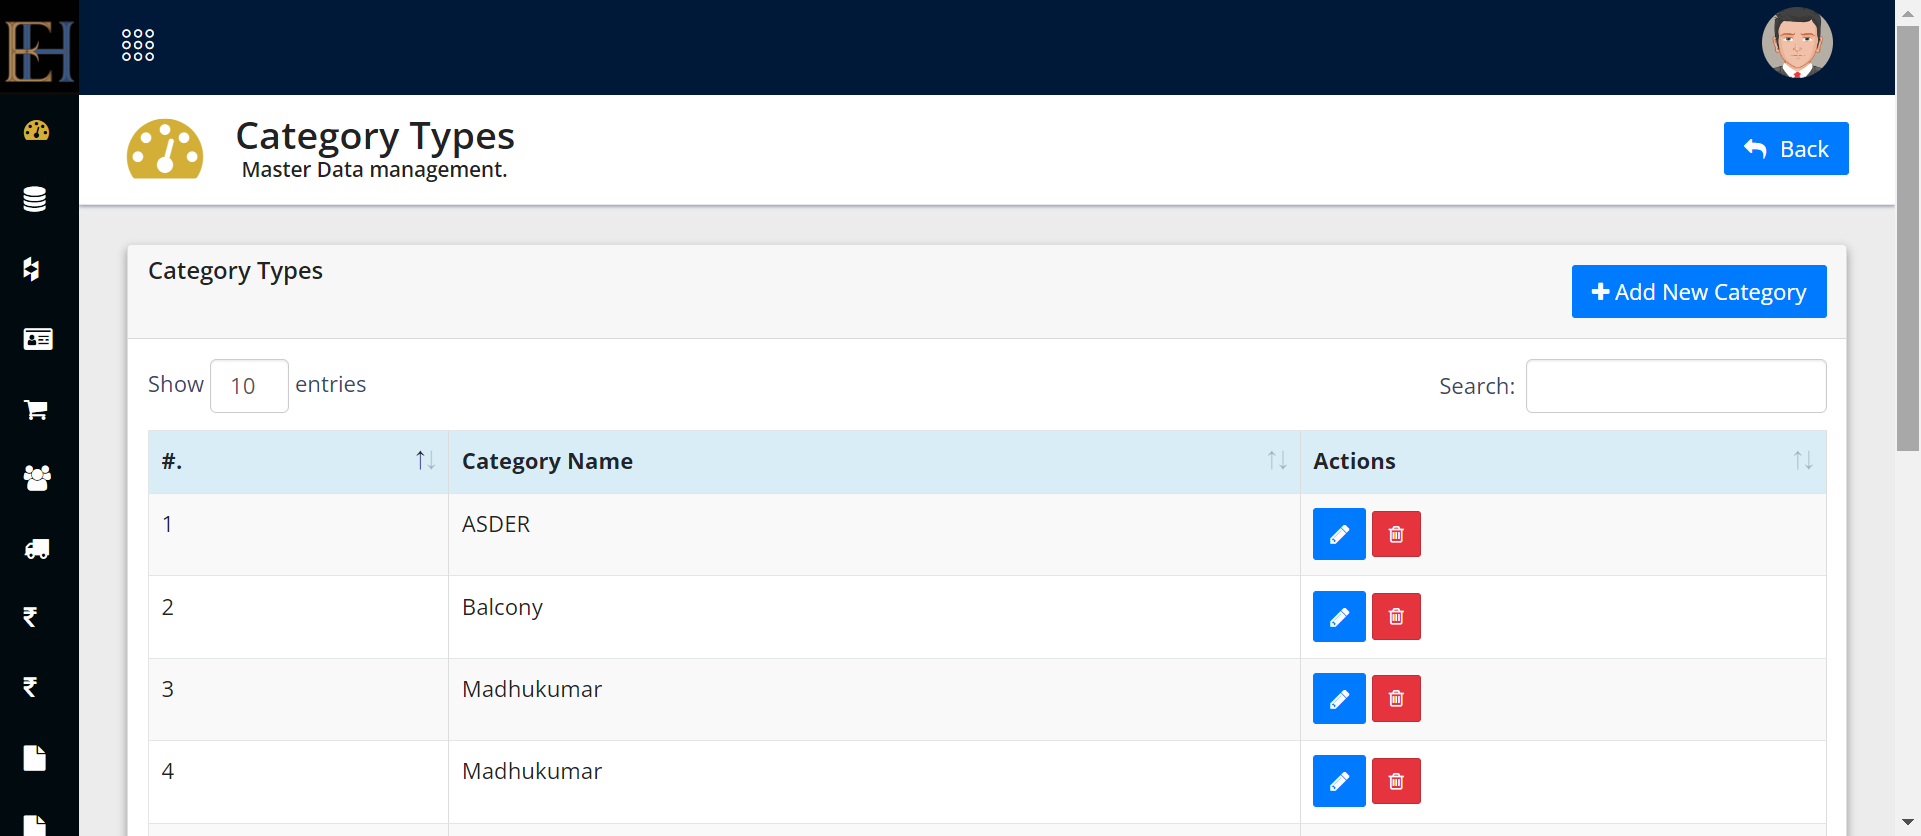 EH
Category Types
Master Data management.
Back
Category Types
Add New Category
Show 10 entries
Search:
#. Category Name Actions
1 ASDER
2 Balcony
3 Madhukumar
4 Madhukumar